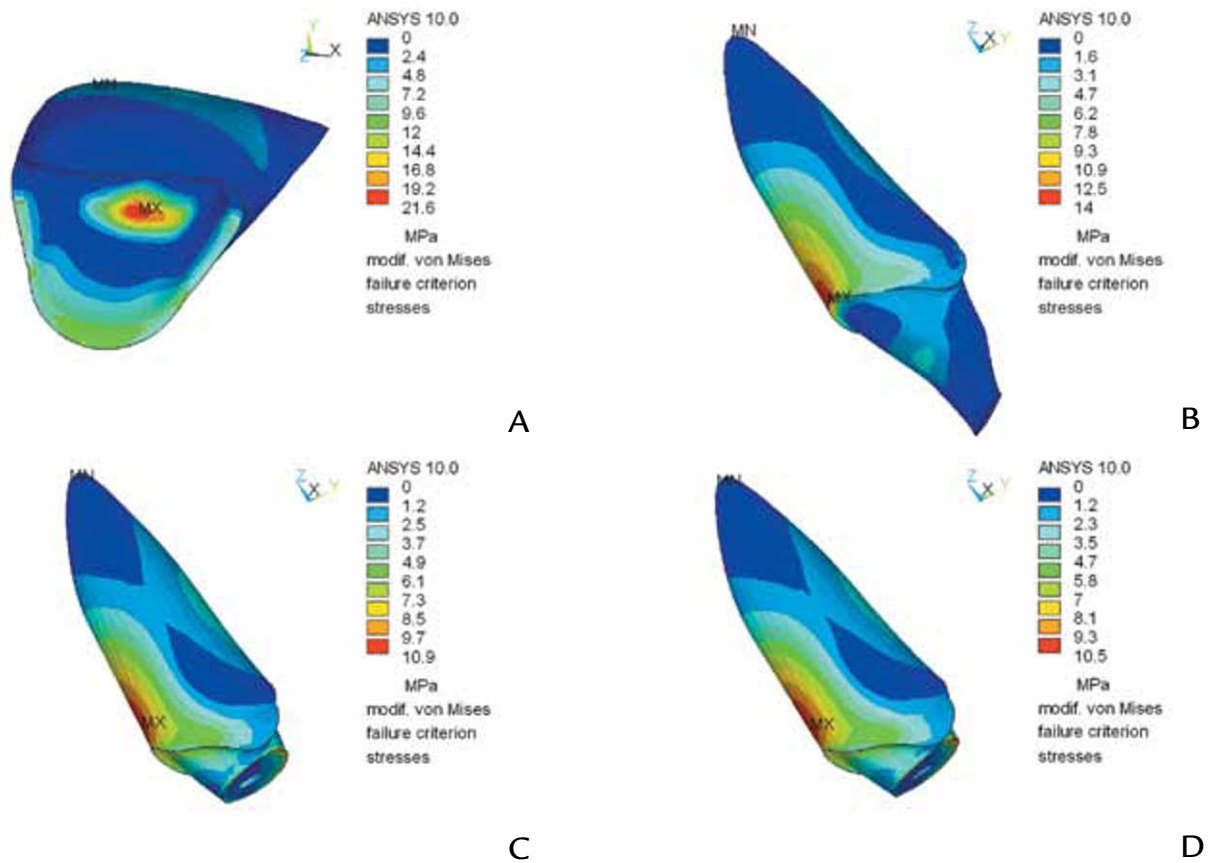 ANSYS 10.0
Y
X
Z
0
2.4
4.8
7.2
9.6
12
14.4
16.8
19.2
21.6
MPa
modif. von Mises
failure criterion
stresses
MN
MX
A
ANSYS 10.0
Z
X
Y
0
1.6
3.1
4.7
6.2
7.8
9.3
10.9
12.5
14
MPa
modif. von Mises
failure criterion
stresses
MN
MX
B
ANSYS 10.0
Z
X
Y
0
1.2
2.5
3.7
4.9
6.1
7.3
8.5
9.7
10.9
MPa
modif. von Mises
failure criterion
stresses
MN
MX
C
ANSYS 10.0
Z
X
Y
0
1.2
2.3
3.5
4.7
5.8
7
8.1
9.3
10.5
MPa
modif. von Mises
failure criterion
stresses
MN
MX
D